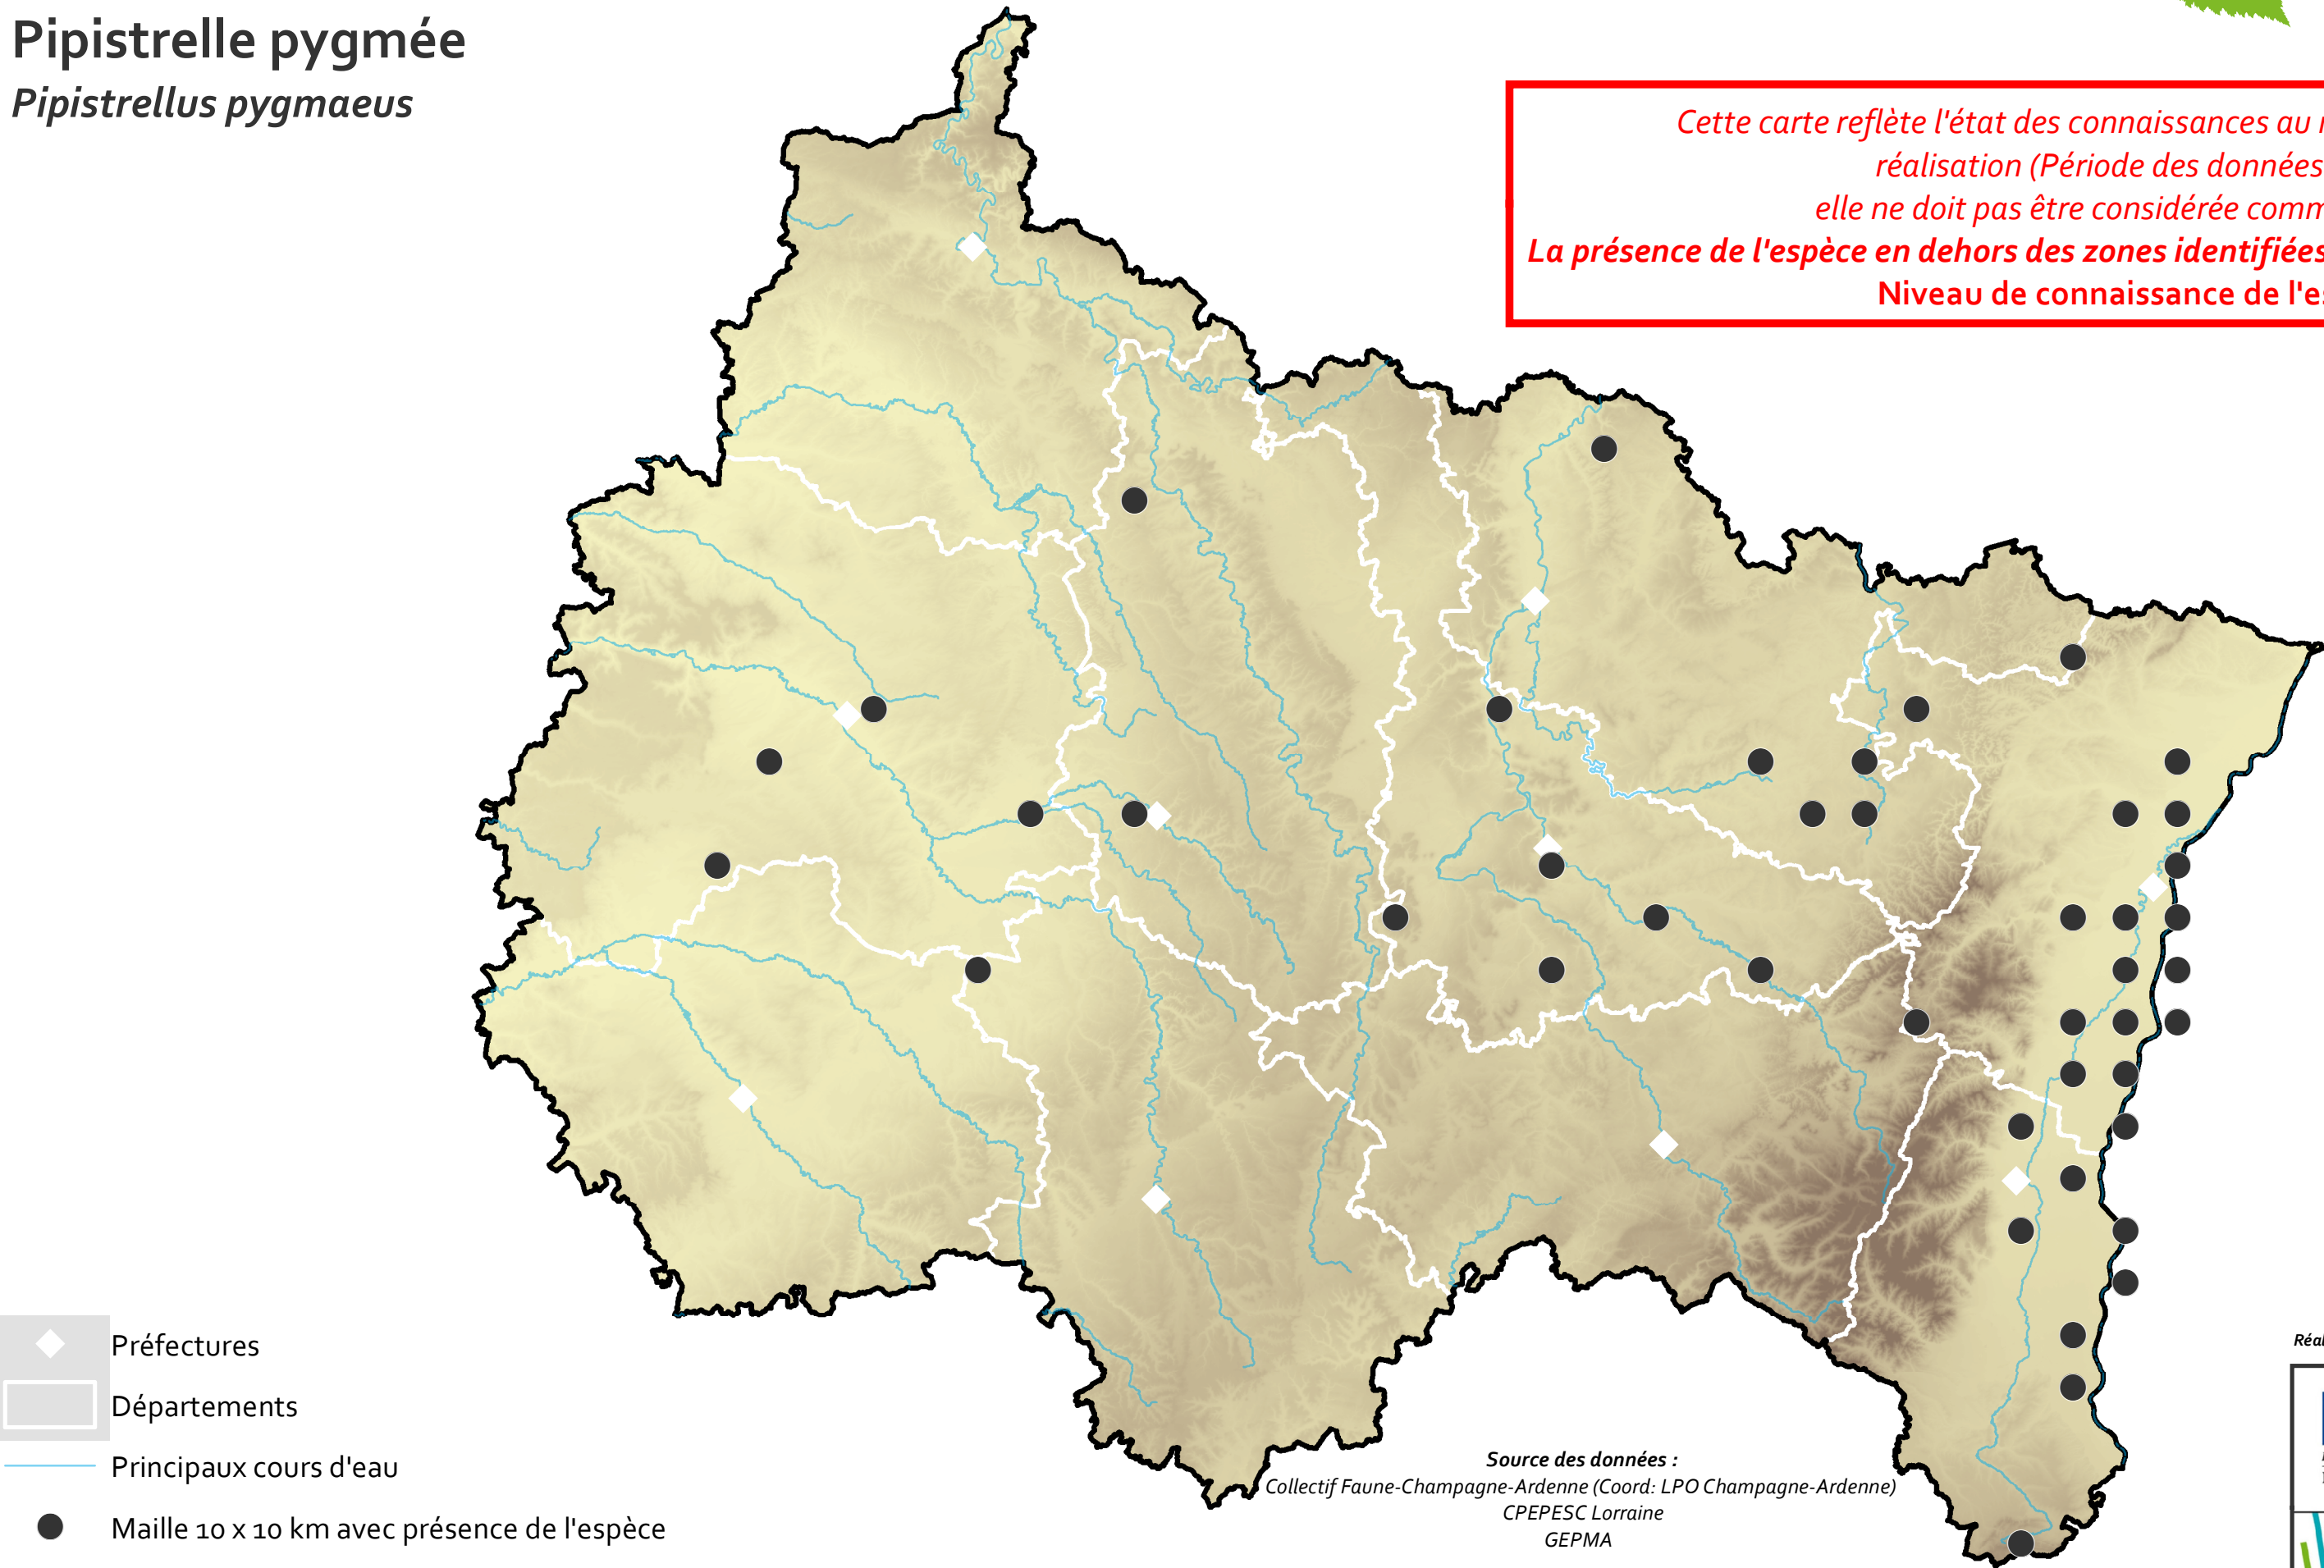 Pipistrelle pygmée
Pipistrellus pygmaeus
Cette carte reflète l'état des connaissances au
réalisation (Période des données
elle ne doit pas être considérée comm
La présence de l'espèce en dehors des zones identifiées
Niveau de connaissance de l'es
Préfectures
Départements
Principaux cours d'eau
Maille 10 x 10 km avec présence de l'espèce
Source des données :
Collectif Faune-Champagne-Ardenne (Coord: LPO Champagne-Ardenne)
CPEPESC Lorraine
GEPMA
Réal